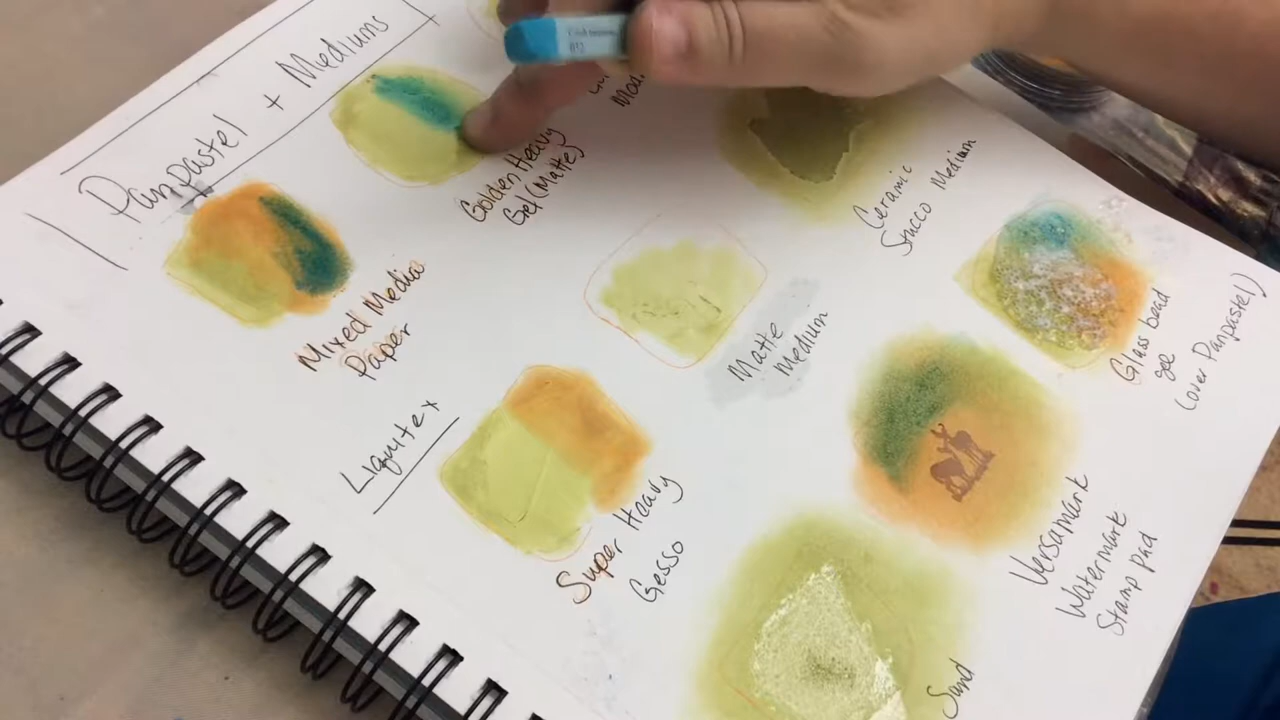 Panpastel + Mediums
Golden Heavy
Gel (Matte)
Mixed Media
Paper
Ceramic
Stucco Medium
Matte
Medium
Glass bead
(over Panpastel)
Liquitex
Super Heavy
Gesso
Versamark
Watermark
Stamp pad
Sand